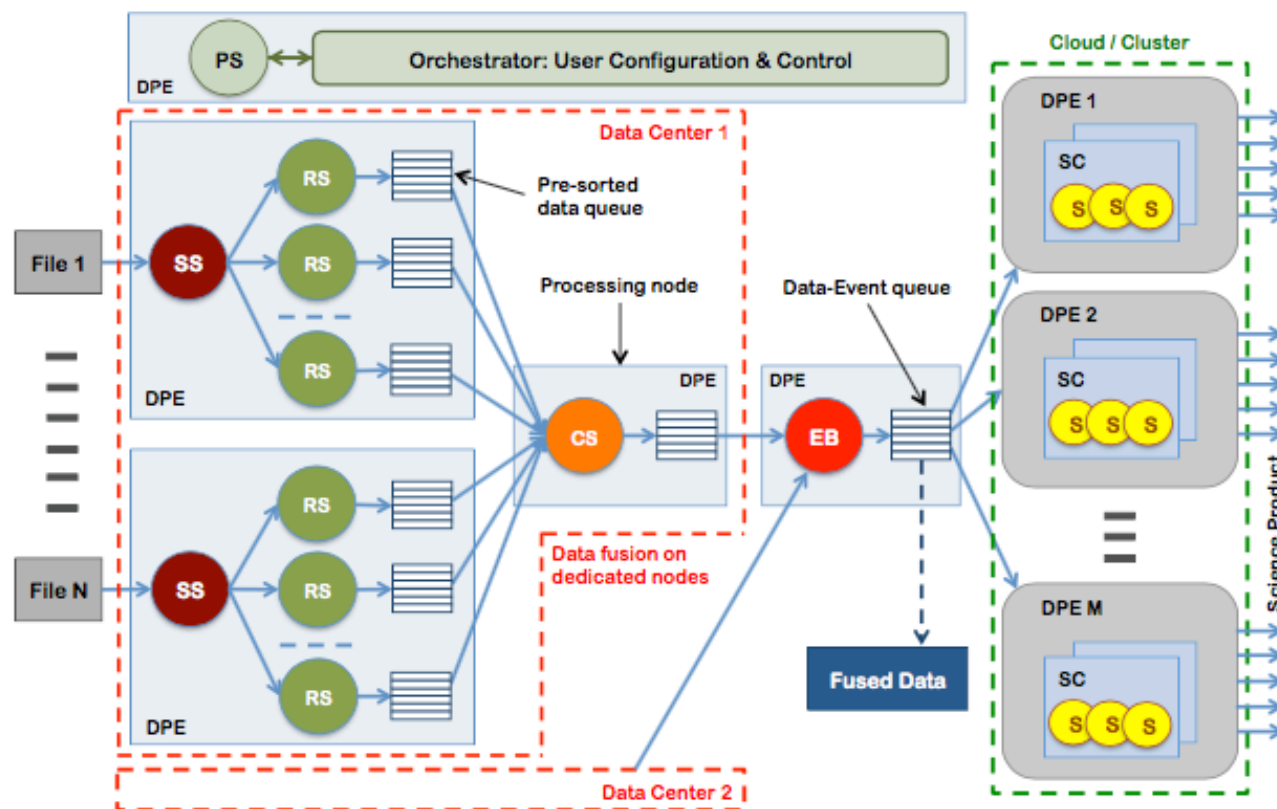 PS
Orchestrator: User Configuration & Control
DPE
Cloud / Cluster
Data Center 1
DPE 1
SC
S S S
RS
Pre-sorted
data queue
File 1
SS
RS
Processing node
Data-Event queue
DPE 2
RS
SC
DPE
DPE
DPE
S S S
CS
EB
RS
Science Product
Data fusion on
dedicated nodes
File N
SS
RS
DPE M
RS
Fused Data
SC
DPE
S S S
Data Center 2